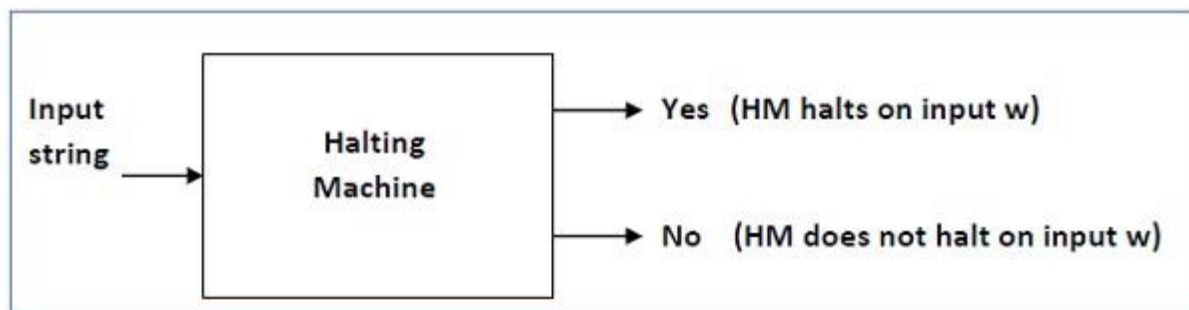 Input
string
Halting
Machine
Yes (HM halts on input w)
No (HM does not halt on input w)